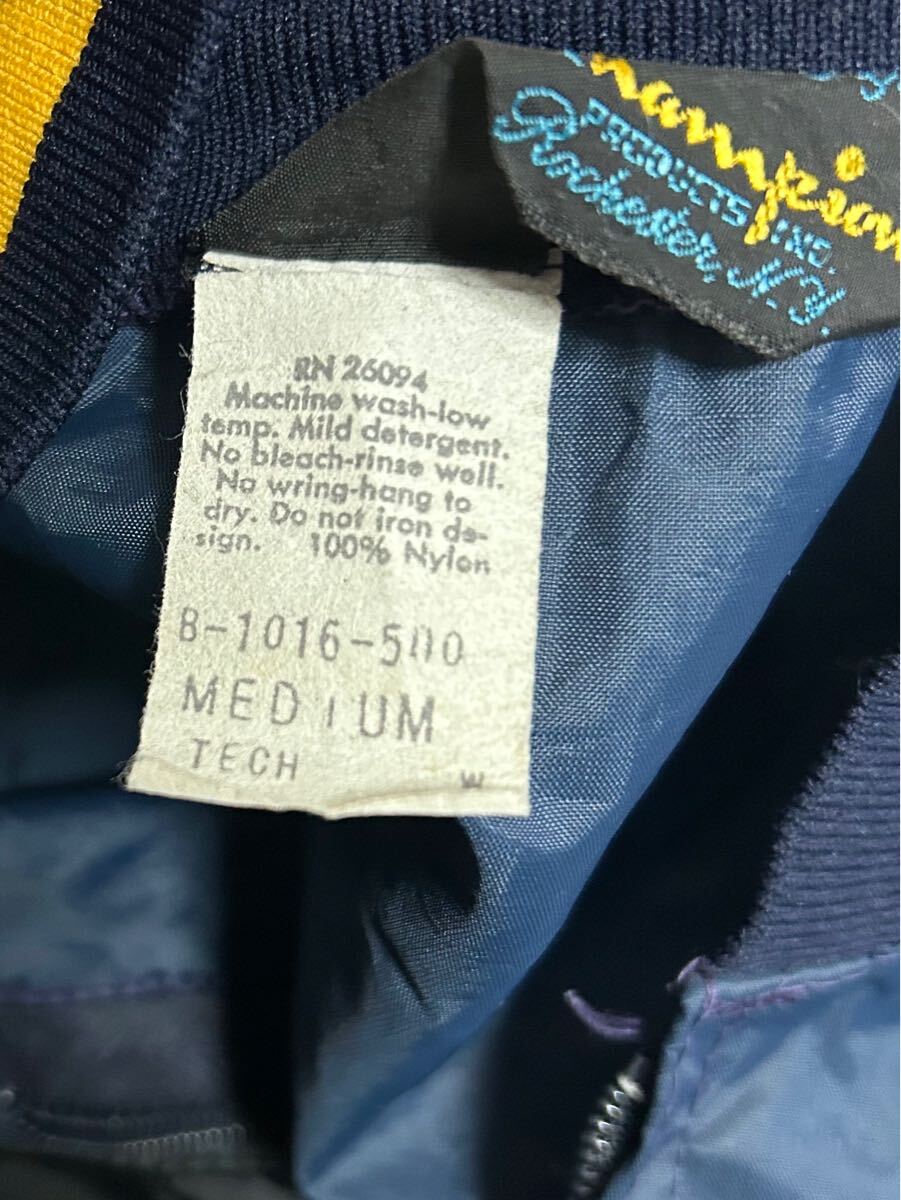 Champion
PRODUCTS INC.
Rochester, N.Y.
RN 26094
Machine wash-low
temp. Mild detergent.
No bleach-rinse well.
No wring-hang to
dry. Do not iron de-
sign. 100% Nylon
B-1016-500
MEDIUM
TECH
W